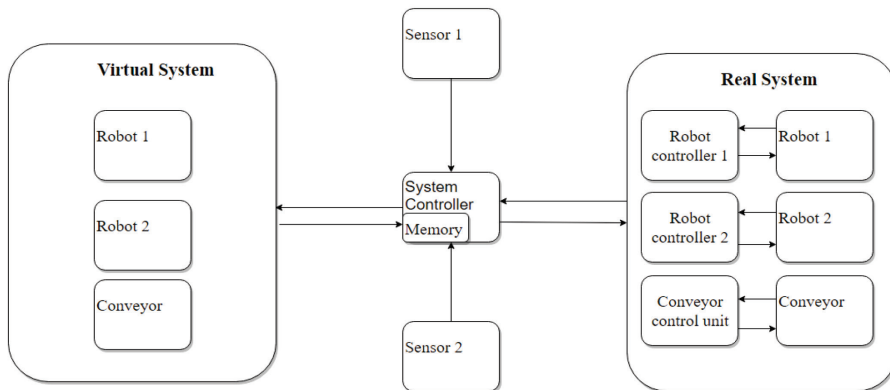 Virtual System
Robot 1
Robot 2
Conveyor
Sensor 1
System
Controller
Memory
Sensor 2
Real System
Robot
controller 1
Robot 1
Robot
controller 2
Robot 2
Conveyor
control unit
Conveyor